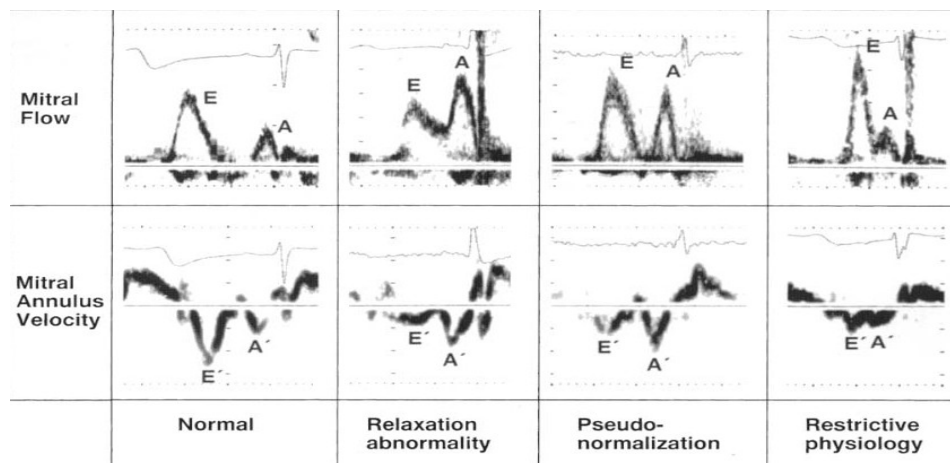 Mitral
Flow
E
A
E
A
E
A
E
A
Mitral
Annulus
Velocity
E´
A´
E´
A´
E´
A´
E´ A´
Normal
Relaxation
abnormality
Pseudo-
normalization
Restrictive
physiology